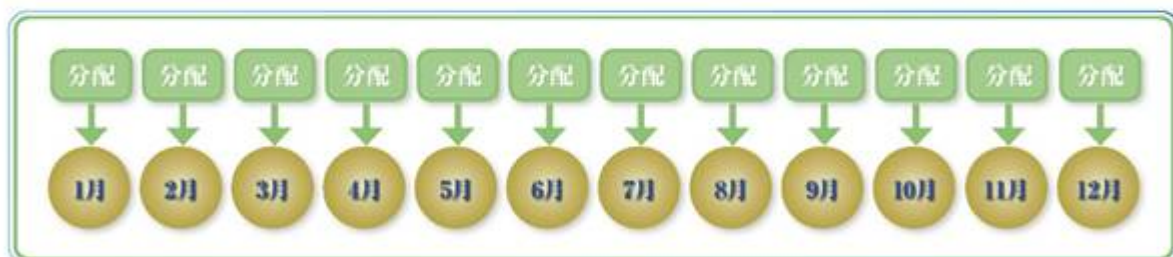 分配 分配 分配 分配 分配 分配 分配 分配 分配 分配 分配 分配
1月 2月 3月 4月 5月 6月 7月 8月 9月 10月 11月 12月